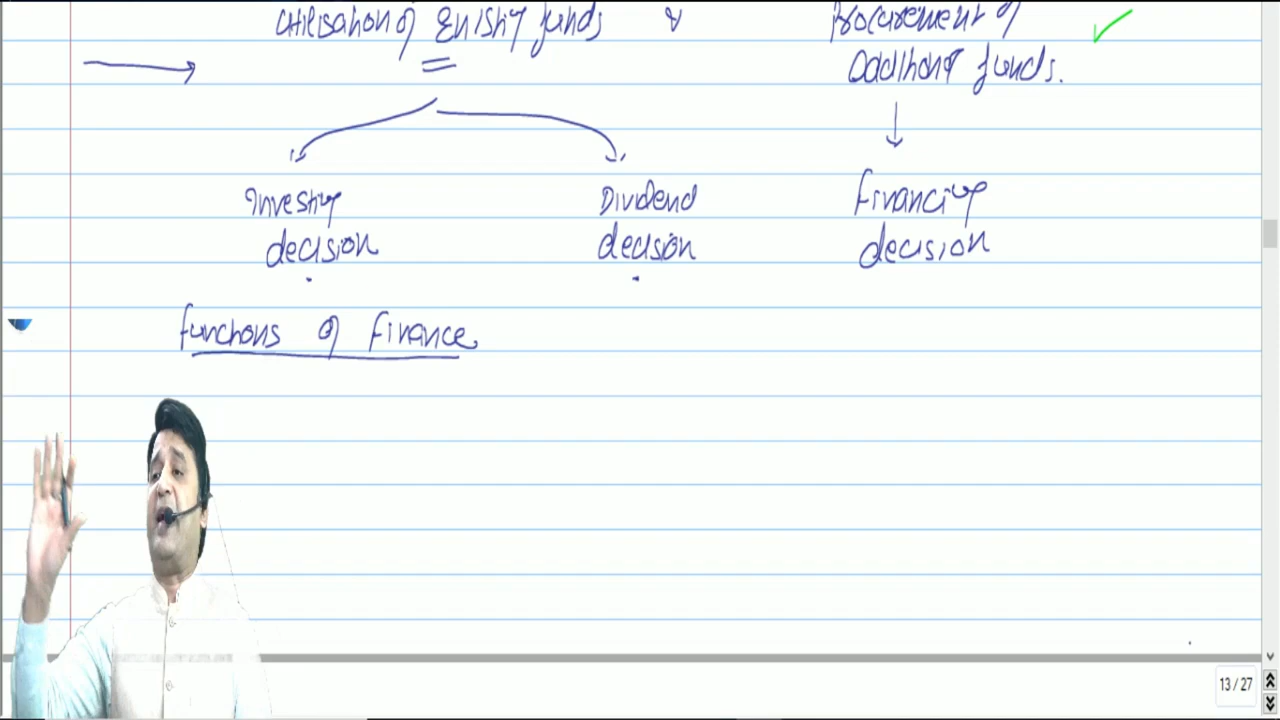 Utilisation of Existing funds & Procurement of
Additional funds.
Investing decision
Dividend decision
Financing decision
functions of finance
13 / 27